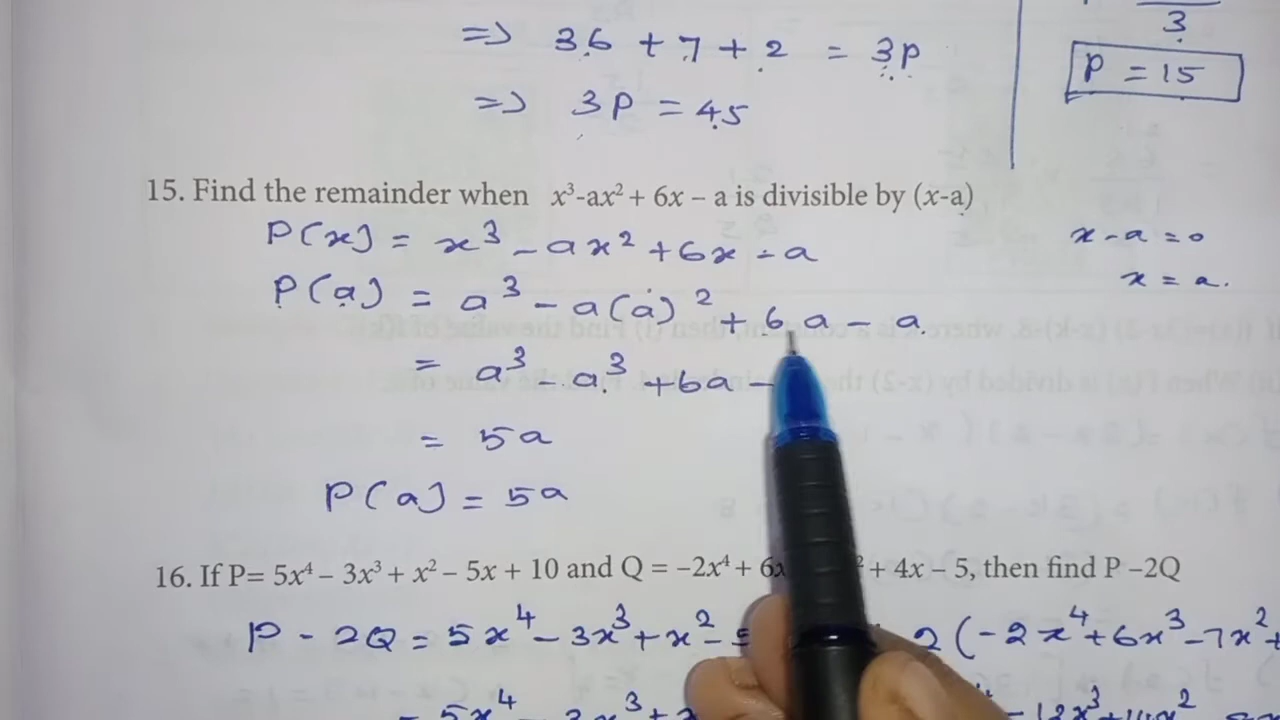 => 36 + 7 + 2 = 3P
3
P = 15
=> 3P = 45
15. Find the remainder when x³-ax² + 6x – a is divisible by (x-a)
P(x) = x³ - ax² + 6x - a
x - a = 0
P(a) = a³ - a(a)² + 6a - a
x = a.
= a³ - a³ + 6a -
= 5a
P(a) = 5a
16. If P= 5x⁴ – 3x³ + x² – 5x + 10 and Q = –2x⁴ + 6x ² + 4x – 5, then find P –2Q
P - 2Q = 5x⁴ - 3x³ + x² - 2(-2x⁴ + 6x³ - 7x² +
= 5x⁴